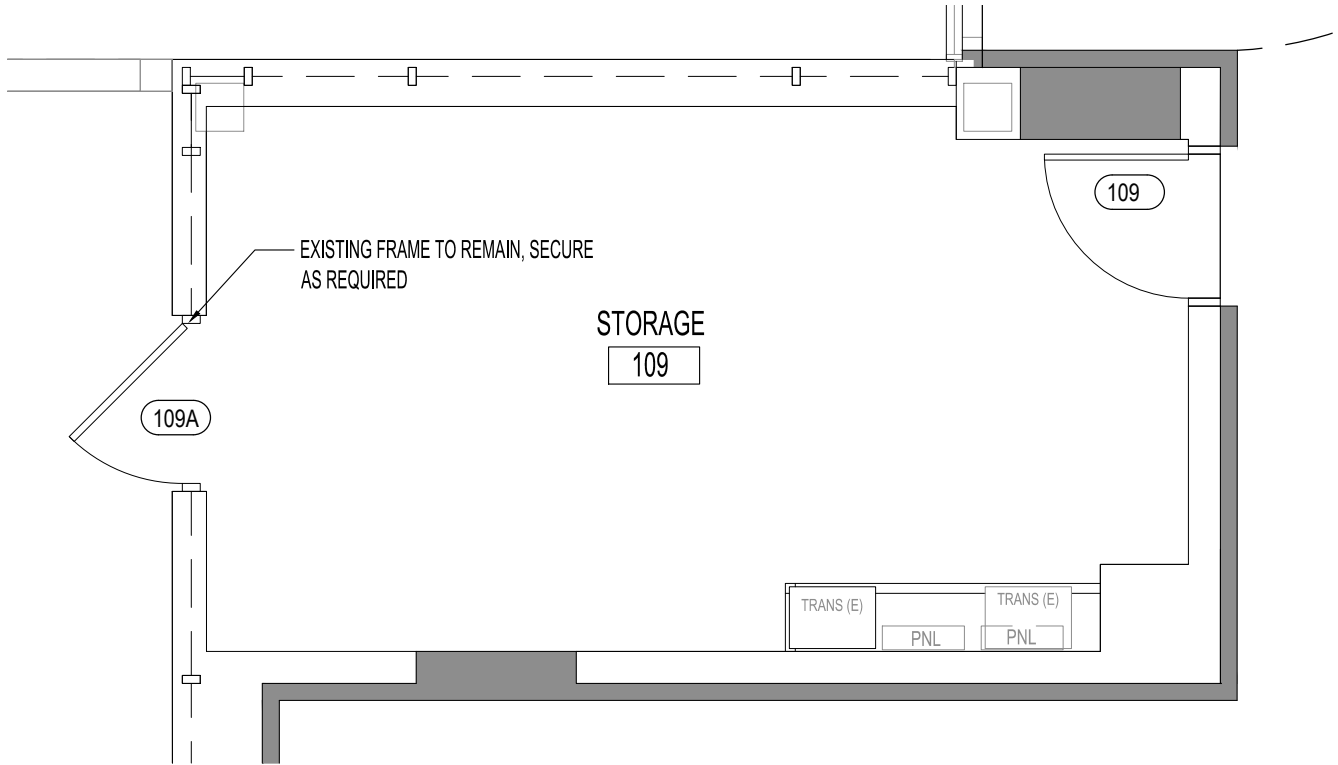 109
EXISTING FRAME TO REMAIN, SECURE
AS REQUIRED
STORAGE
109
109A
TRANS (E)
TRANS (E)
PNL
PNL